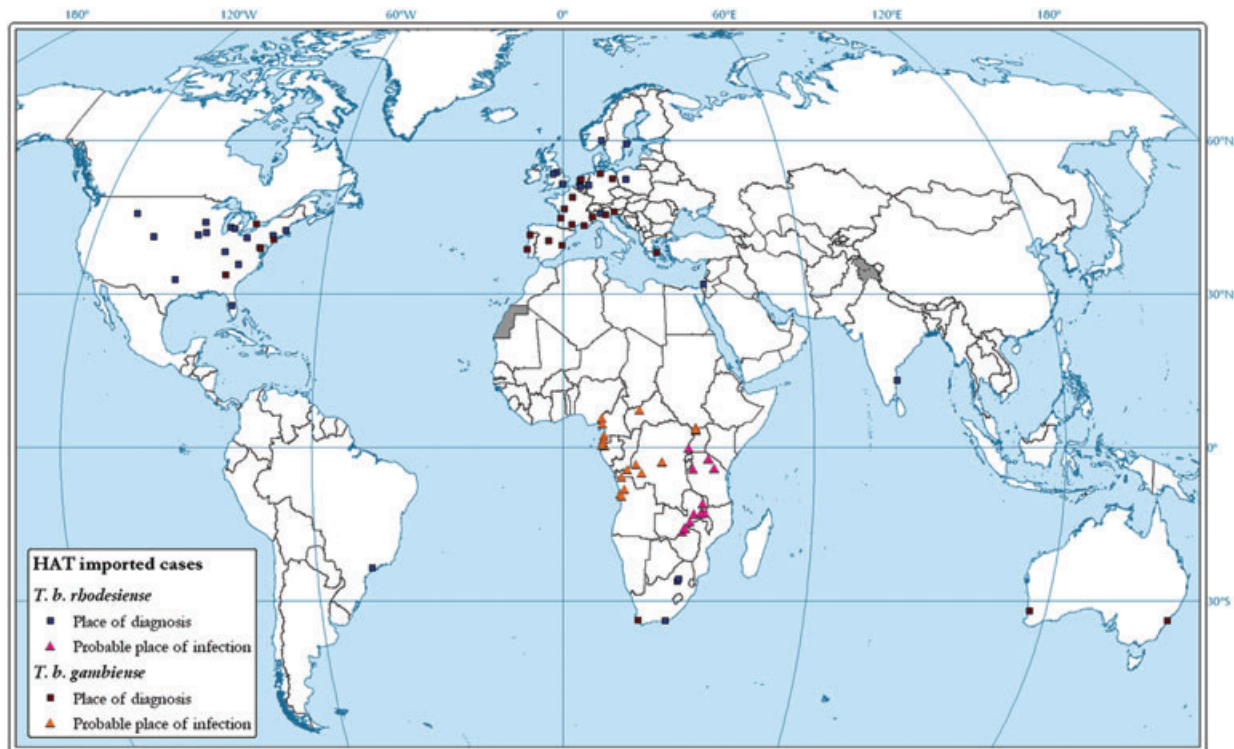 180° 120°W 60°W 0° 60°E 120°E 180°
60°N
30°N
0°
30°S
HAT imported cases
T. b. rhodesiense
Place of diagnosis
Probable place of infection
T. b. gambiense
Place of diagnosis
Probable place of infection